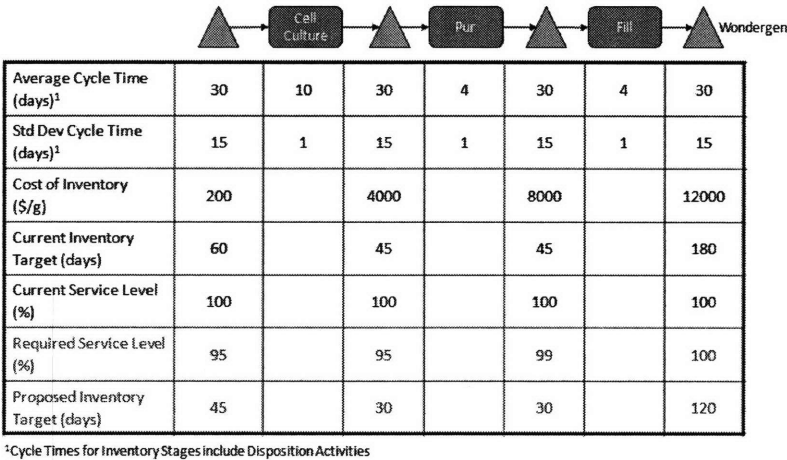 Cell
Culture
Pur
Fill
Wondergen
Average Cycle Time
(days)¹
30 10 30 4 30 4 30
Std Dev Cycle Time
(days)¹
15 1 15 1 15 1 15
Cost of Inventory
($/g)
200 4000 8000 12000
Current Inventory
Target (days)
60 45 45 180
Current Service Level
(%)
100 100 100 100
Required Service Level
(%)
95 95 99 100
Proposed Inventory
Target (days)
45 30 30 120
¹Cycle Times for Inventory Stages include Disposition Activities